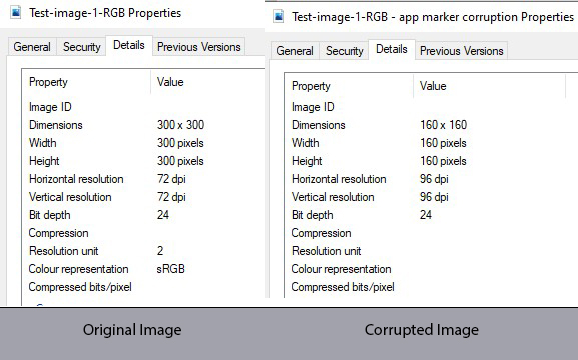 Test-image-1-RGB Properties
General Security Details Previous Versions
Property Value
Image ID
Dimensions 300 x 300
Width 300 pixels
Height 300 pixels
Horizontal resolution 72 dpi
Vertical resolution 72 dpi
Bit depth 24
Compression
Resolution unit 2
Colour representation sRGB
Compressed bits/pixel
Original Image
Test-image-1-RGB - app marker corruption Properties
General Security Details Previous Versions
Property Value
Image ID
Dimensions 160 x 160
Width 160 pixels
Height 160 pixels
Horizontal resolution 96 dpi
Vertical resolution 96 dpi
Bit depth 24
Compression
Resolution unit
Colour representation
Compressed bits/pixel
Corrupted Image